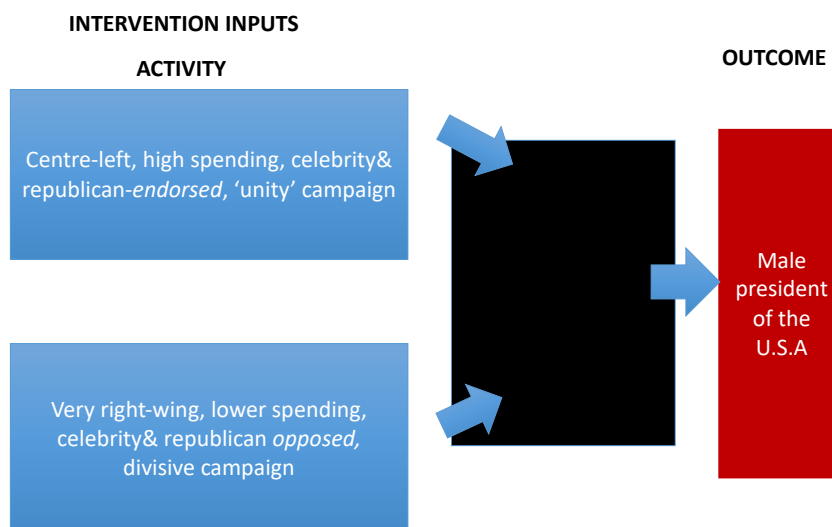 INTERVENTION INPUTS
ACTIVITY
OUTCOME
Centre-left, high spending, celebrity&
republican-endorsed, ‘unity’ campaign
Male
president
of the
U.S.A
Very right-wing, lower spending,
celebrity& republican opposed,
divisive campaign